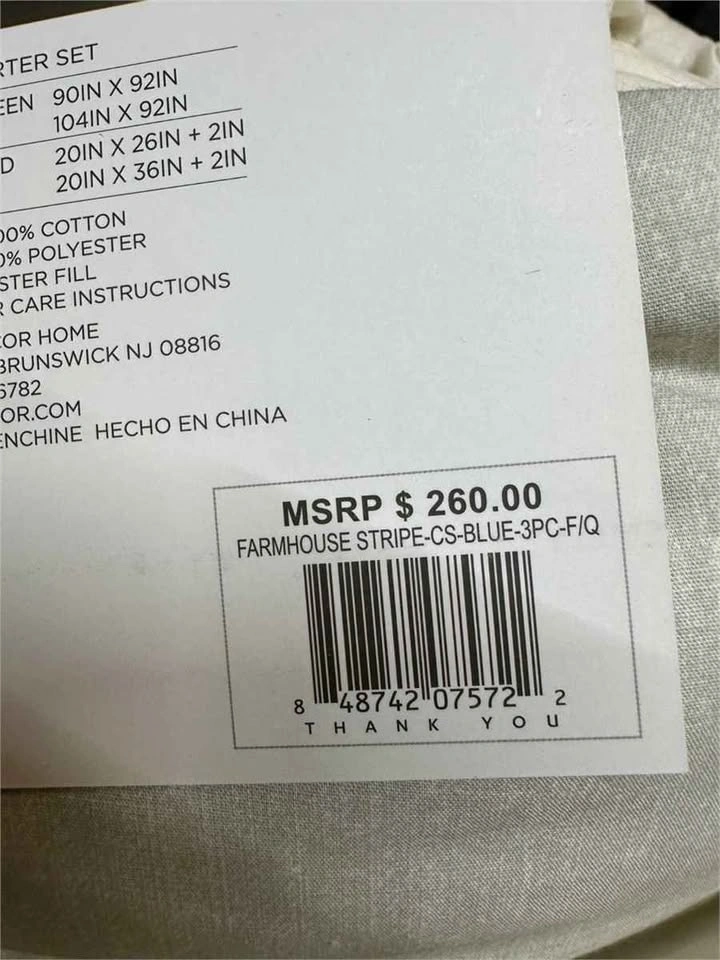 RTER SET
EEN 90IN X 92IN
104IN X 92IN
D 20IN X 26IN + 2IN
20IN X 36IN + 2IN
00% COTTON
0% POLYESTER
STER FILL
R CARE INSTRUCTIONS
COR HOME
BRUNSWICK NJ 08816
6782
OR.COM
ENCHINE HECHO EN CHINA
MSRP $ 260.00
FARMHOUSE STRIPE-CS-BLUE-3PC-F/Q
8 48742 07572 2
THANK YOU